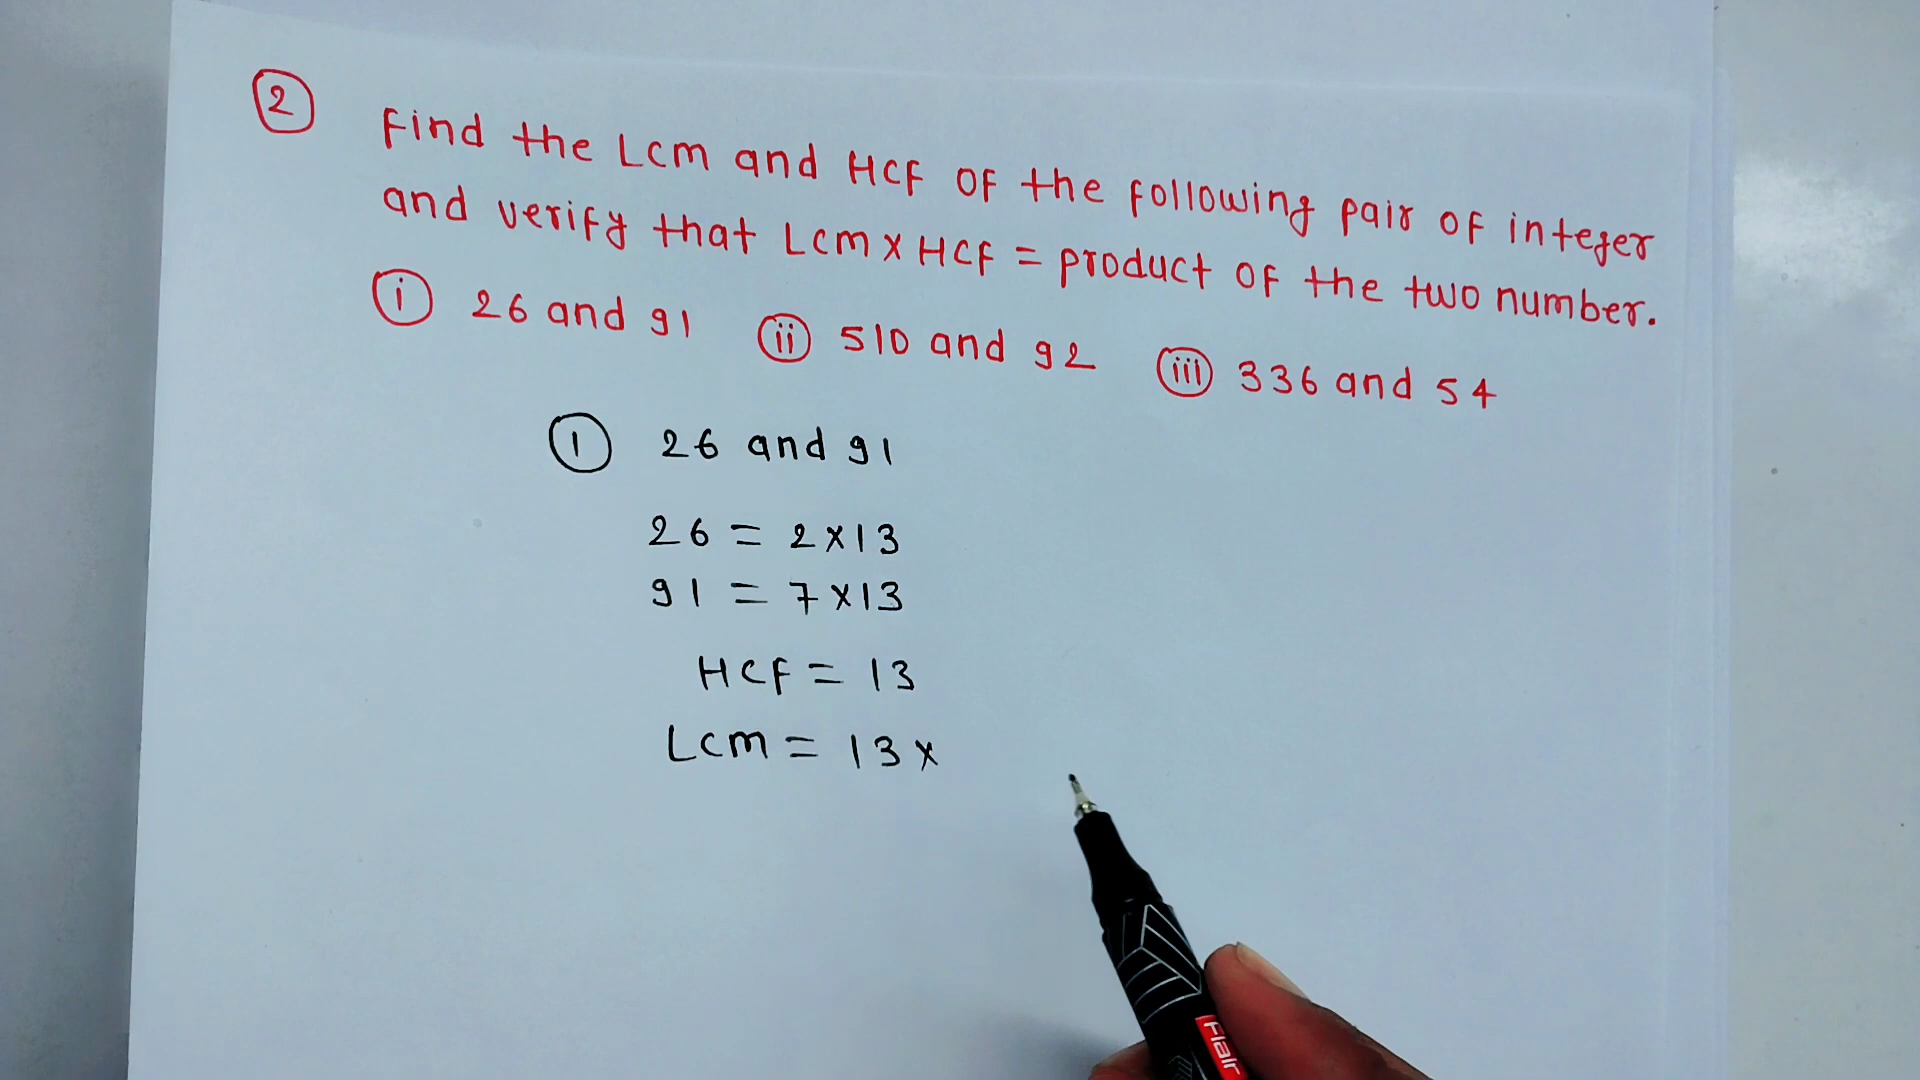 2 Find the Lcm and HCF OF the following pair OF integer
and verify that Lcm x HCF = product OF the two number.
i 26 and 91 ii 510 and 92 iii 336 and 54
1 26 and 91
26 = 2x13
91 = 7x13
HCF = 13
Lcm = 13x
Flair